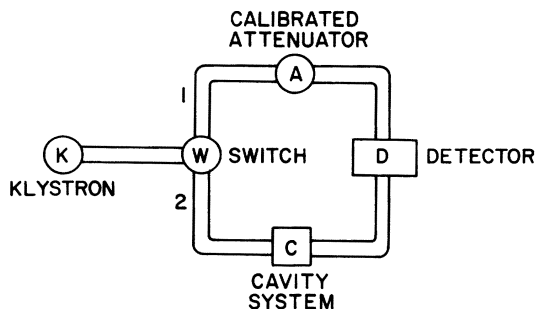 CALIBRATED
ATTENUATOR
A
1
K
W
SWITCH
D
DETECTOR
KLYSTRON
2
C
CAVITY
SYSTEM